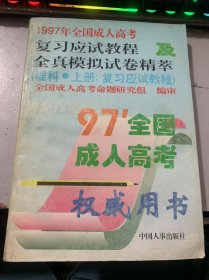 1997年全国成人高考
复习应试教程 及
全真模拟试卷精萃
(理科·上册:复习应试教程)
全国成人高考命题研究组 编审
97'全国
成人高考
权威用书
中国人事出版社